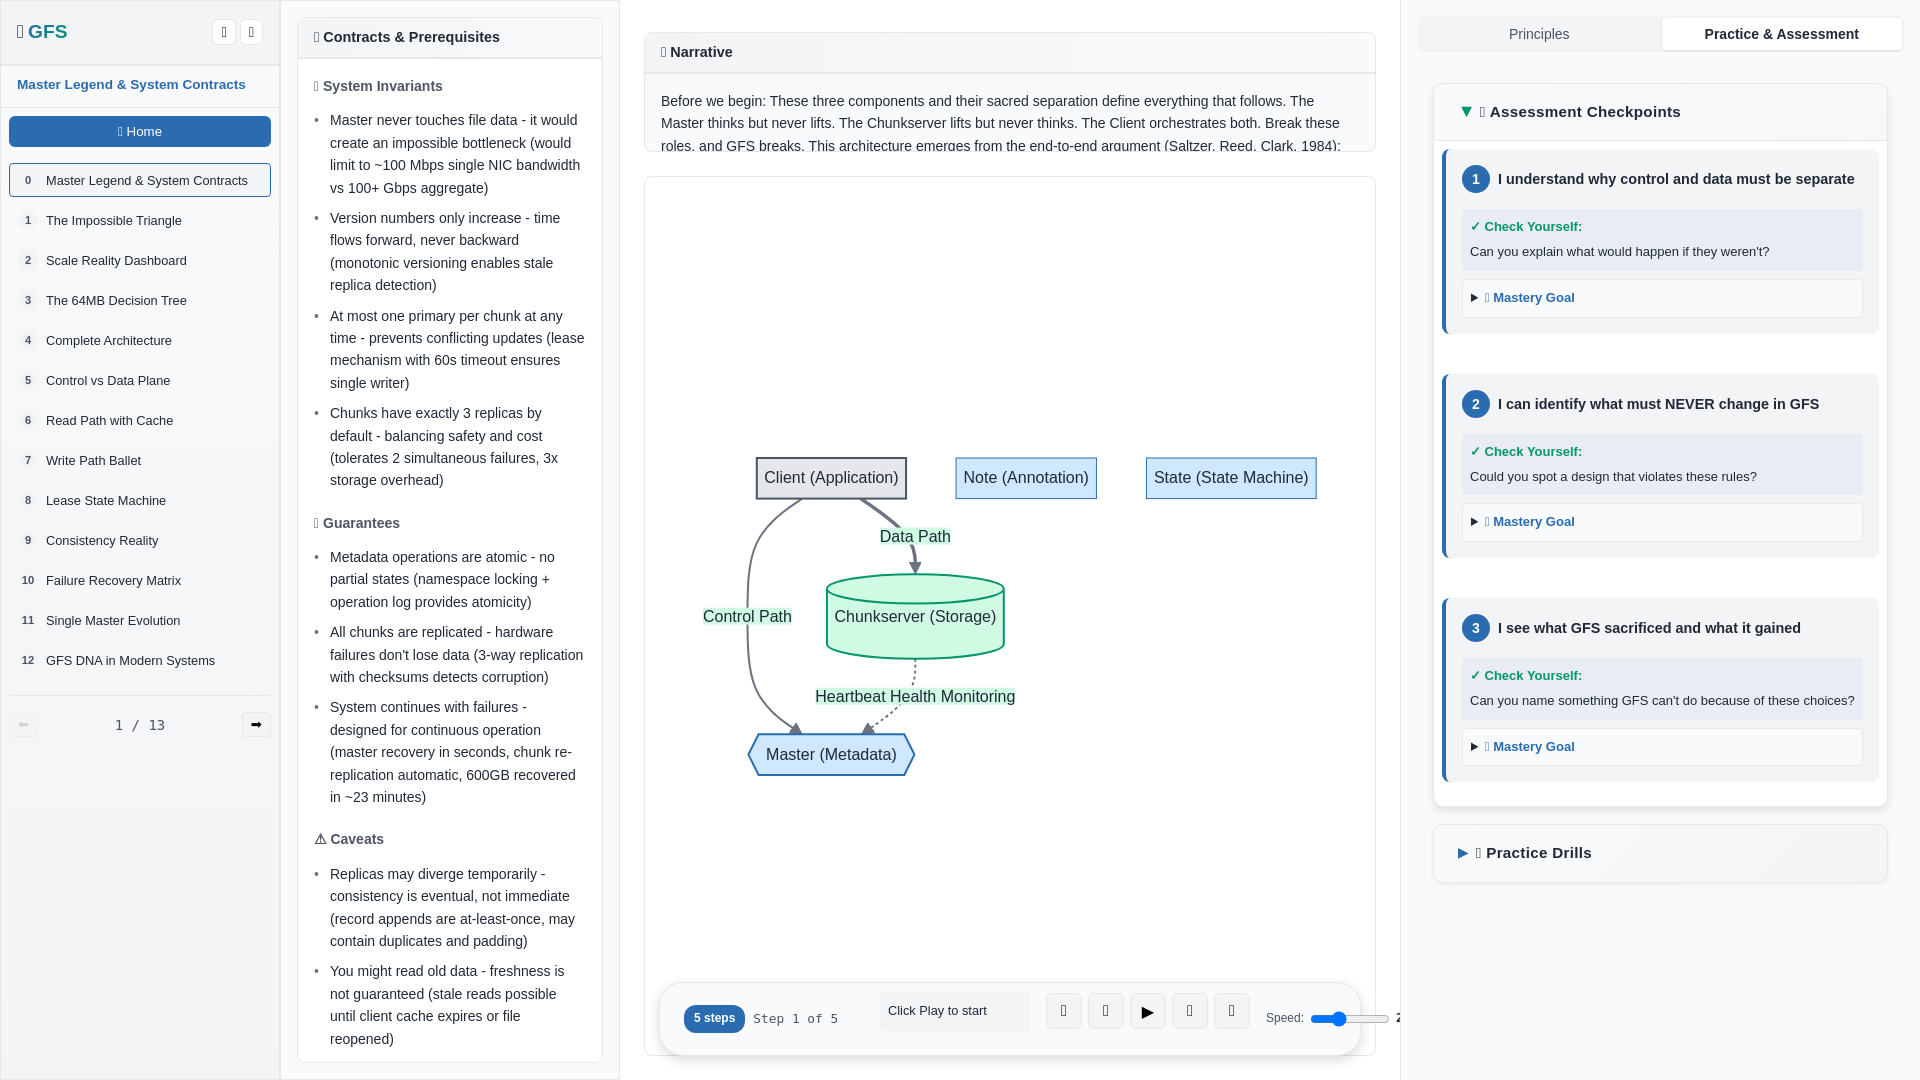 GFS
Master Legend & System Contracts
Home
0 Master Legend & System Contracts
1 The Impossible Triangle
2 Scale Reality Dashboard
3 The 64MB Decision Tree
4 Complete Architecture
5 Control vs Data Plane
6 Read Path with Cache
7 Write Path Ballet
8 Lease State Machine
9 Consistency Reality
10 Failure Recovery Matrix
11 Single Master Evolution
12 GFS DNA in Modern Systems
1 / 13
Contracts & Prerequisites
System Invariants
• Master never touches file data - it would
create an impossible bottleneck (would
limit to ~100 Mbps single NIC bandwidth
vs 100+ Gbps aggregate)
• Version numbers only increase - time
flows forward, never backward
(monotonic versioning enables stale
replica detection)
• At most one primary per chunk at any
time - prevents conflicting updates (lease
mechanism with 60s timeout ensures
single writer)
• Chunks have exactly 3 replicas by
default - balancing safety and cost
(tolerates 2 simultaneous failures, 3x
storage overhead)
Guarantees
• Metadata operations are atomic - no
partial states (namespace locking +
operation log provides atomicity)
• All chunks are replicated - hardware
failures don't lose data (3-way replication
with checksums detects corruption)
• System continues with failures -
designed for continuous operation
(master recovery in seconds, chunk re-
replication automatic, 600GB recovered
in ~23 minutes)
⚠ Caveats
• Replicas may diverge temporarily -
consistency is eventual, not immediate
(record appends are at-least-once, may
contain duplicates and padding)
• You might read old data - freshness is
not guaranteed (stale reads possible
until client cache expires or file
reopened)
Narrative
Before we begin: These three components and their sacred separation define everything that follows. The
Master thinks but never lifts. The Chunkserver lifts but never thinks. The Client orchestrates both. Break these
roles, and GFS breaks. This architecture emerges from the end-to-end argument (Saltzer, Reed, Clark, 1984):
Client (Application)
Note (Annotation)
State (State Machine)
Data Path
Control Path
Chunkserver (Storage)
Heartbeat Health Monitoring
Master (Metadata)
5 steps
Step 1 of 5
Click Play to start
Speed:
Principles
Practice & Assessment
▼ Assessment Checkpoints
1 I understand why control and data must be separate
✓ Check Yourself:
Can you explain what would happen if they weren't?
▶ Mastery Goal
2 I can identify what must NEVER change in GFS
✓ Check Yourself:
Could you spot a design that violates these rules?
▶ Mastery Goal
3 I see what GFS sacrificed and what it gained
✓ Check Yourself:
Can you name something GFS can't do because of these choices?
▶ Mastery Goal
▶ Practice Drills